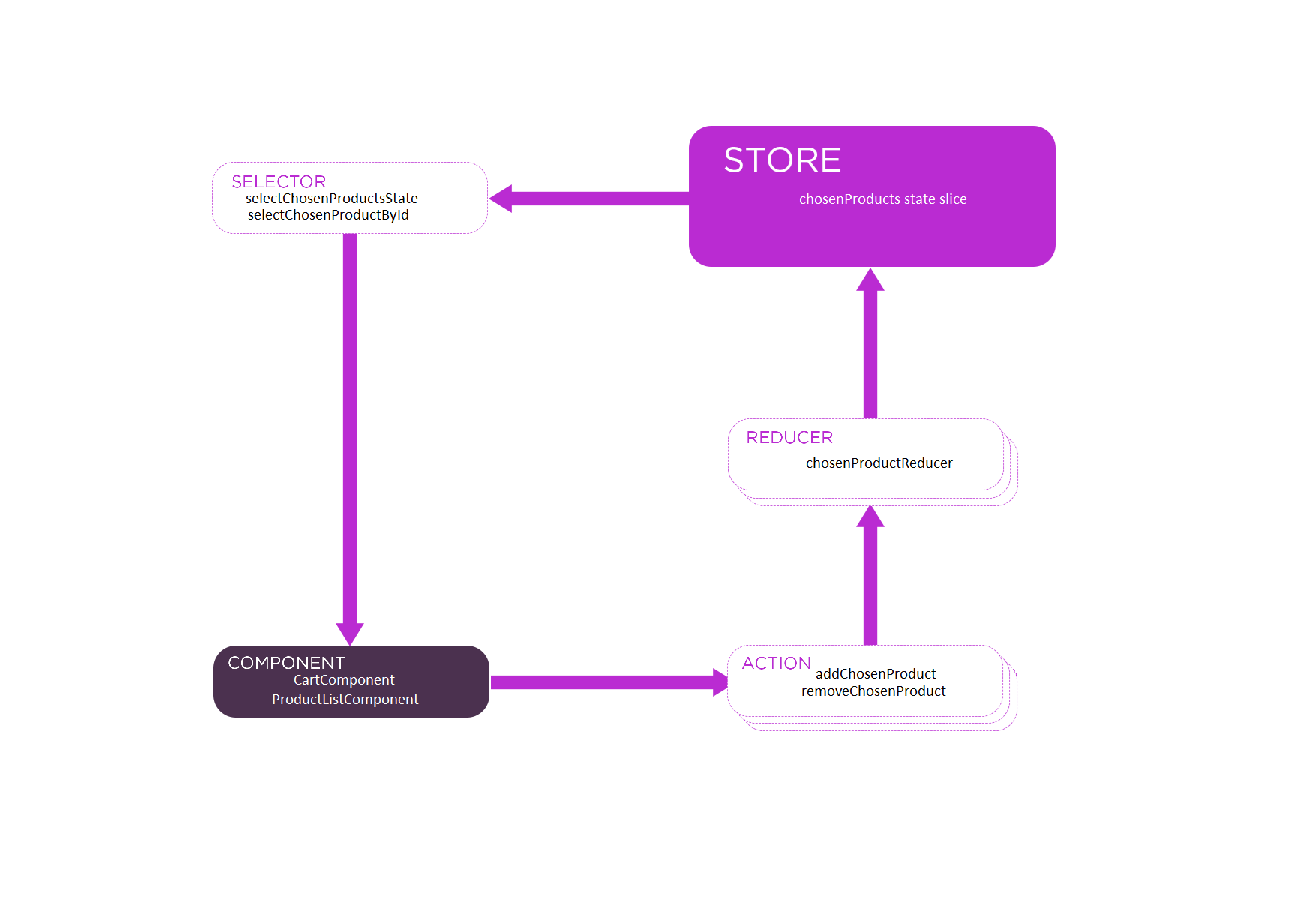 STORE
chosenProducts state slice
SELECTOR
selectChosenProductsState
selectChosenProductById
REDUCER
chosenProductReducer
COMPONENT
CartComponent
ProductListComponent
ACTION
addChosenProduct
removeChosenProduct